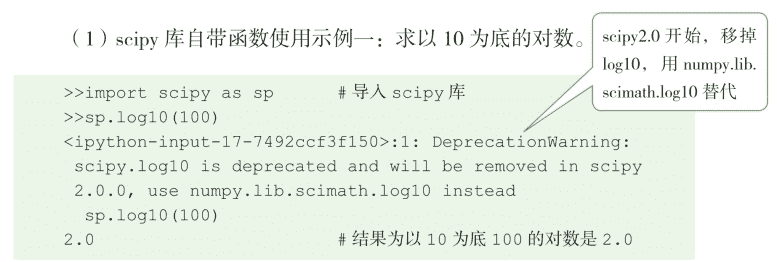 （1）scipy 库自带函数使用示例一：求以 10 为底的对数。
scipy2.0 开始，移掉
log10，用 numpy.lib.
scimath.log10 替代
>>import scipy as sp      # 导入 scipy 库
>>sp.log10(100)
<ipython-input-17-7492ccf3f150>:1: DeprecationWarning:
 scipy.log10 is deprecated and will be removed in scipy
 2.0.0, use numpy.lib.scimath.log10 instead
  sp.log10(100)
2.0                       # 结果为以 10 为底 100 的对数是 2.0